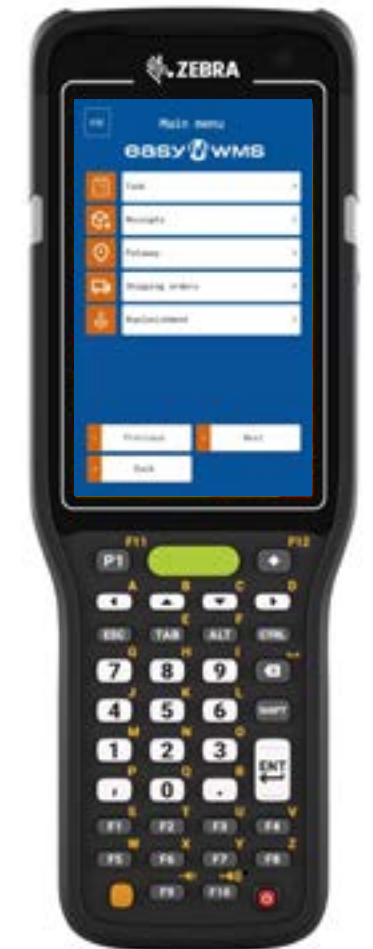 ZEBRA
Main menu
easy WMS
Task
Receipts
Putaway
Shipping orders
Replenishment
Previous
Next
Back
F11 F12
P1
A B C D
E F
ESC TAB ALT CTRL
G H I
7 8 9
J K L
4 5 6 SHIFT
M N O
1 2 3
ENT
P Q R
, 0 .
S T U V
F1 F2 F3 F4
W X Y Z
F5 F6 F7 F8
F9 F10